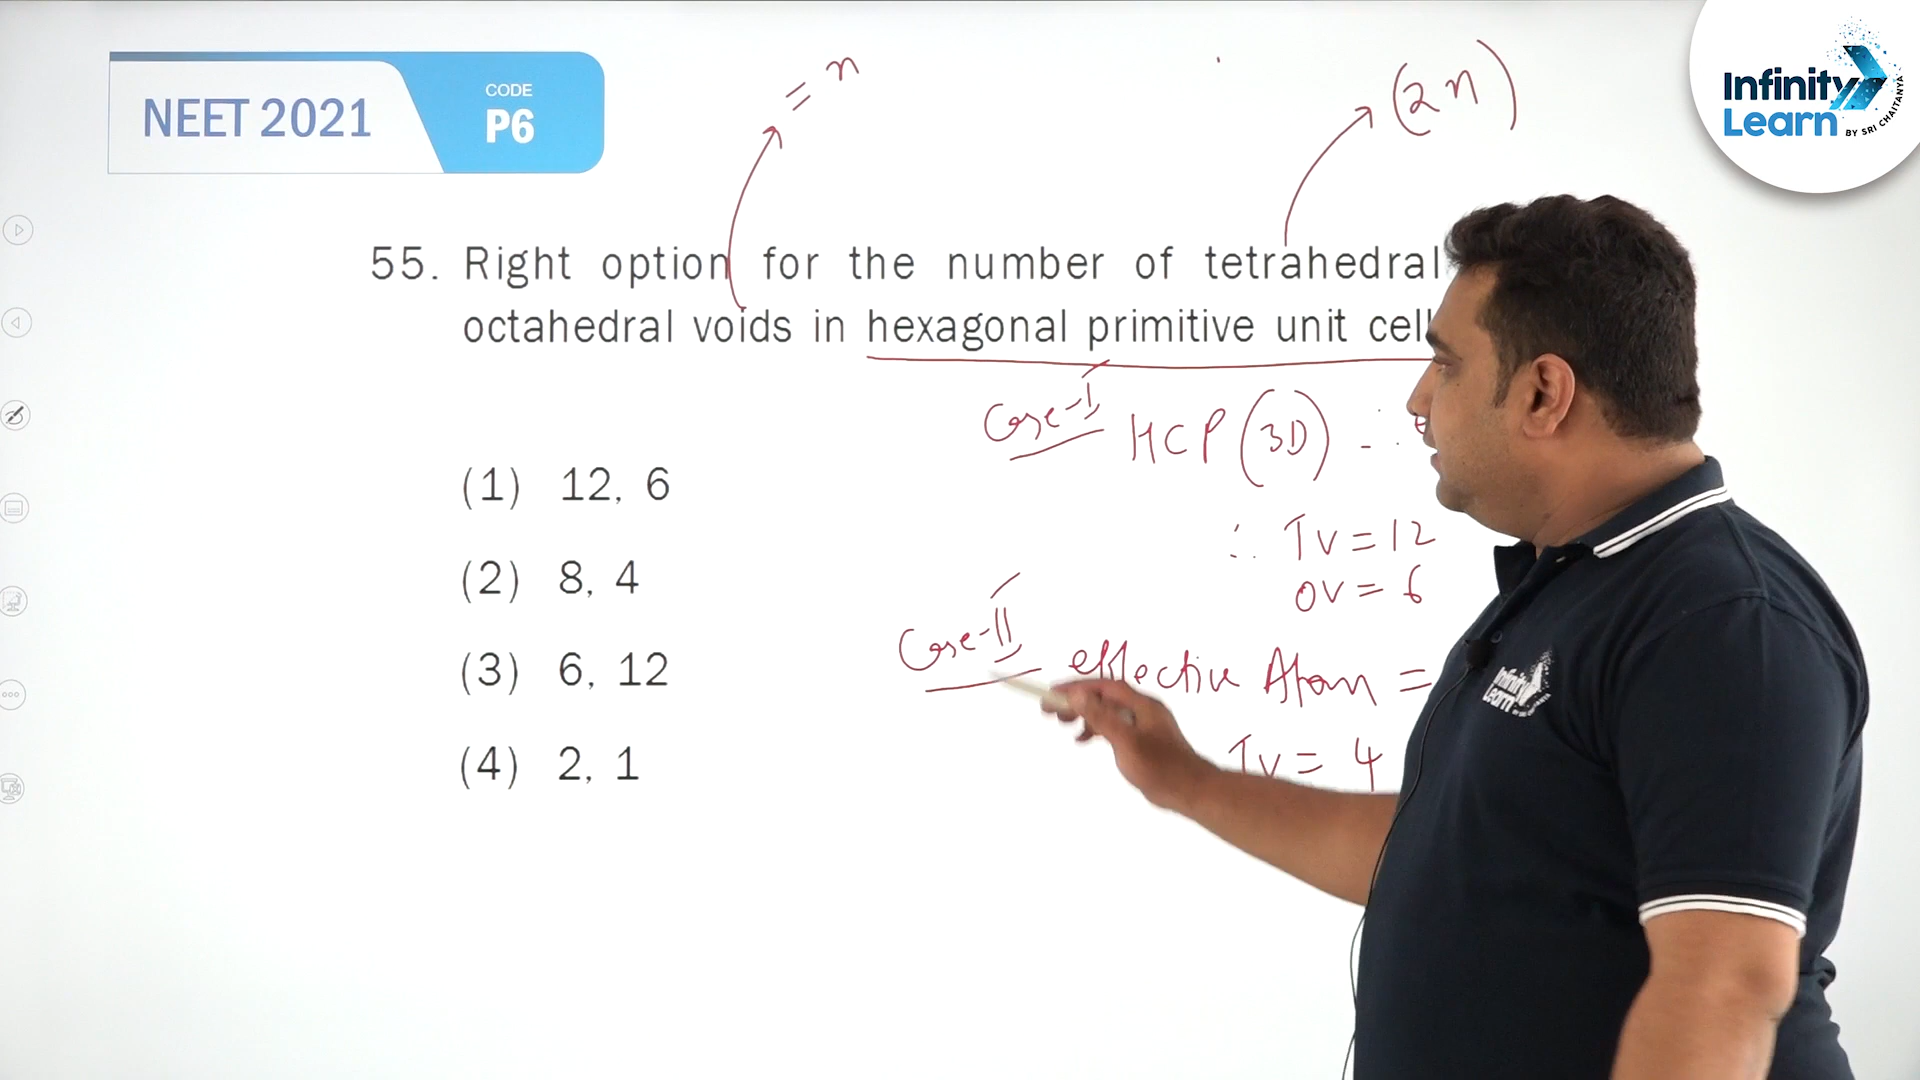 NEET 2021
CODE
P6
= n
(2n)
Infinity
Learn
BY SRI CHAITANYA
55. Right option for the number of tetrahedral
octahedral voids in hexagonal primitive unit cell
Case-I HCP (3D) - ∴
(1) 12, 6
∴ TV = 12
OV = 6
(2) 8, 4
Case-II effective Atom =
(3) 6, 12
Infinity
Learn
TV = 4
(4) 2, 1